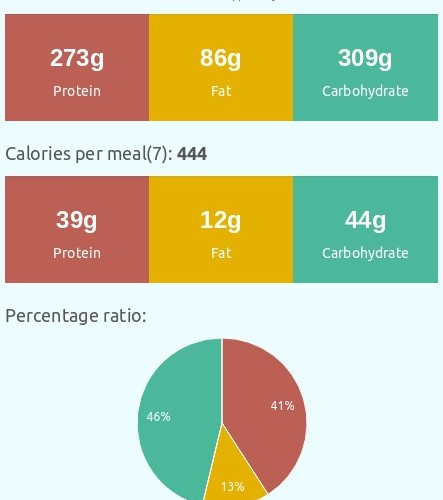 273g 86g 309g
Protein Fat Carbohydrate
Calories per meal(7): 444
39g 12g 44g
Protein Fat Carbohydrate
Percentage ratio:
46% 41%
13%